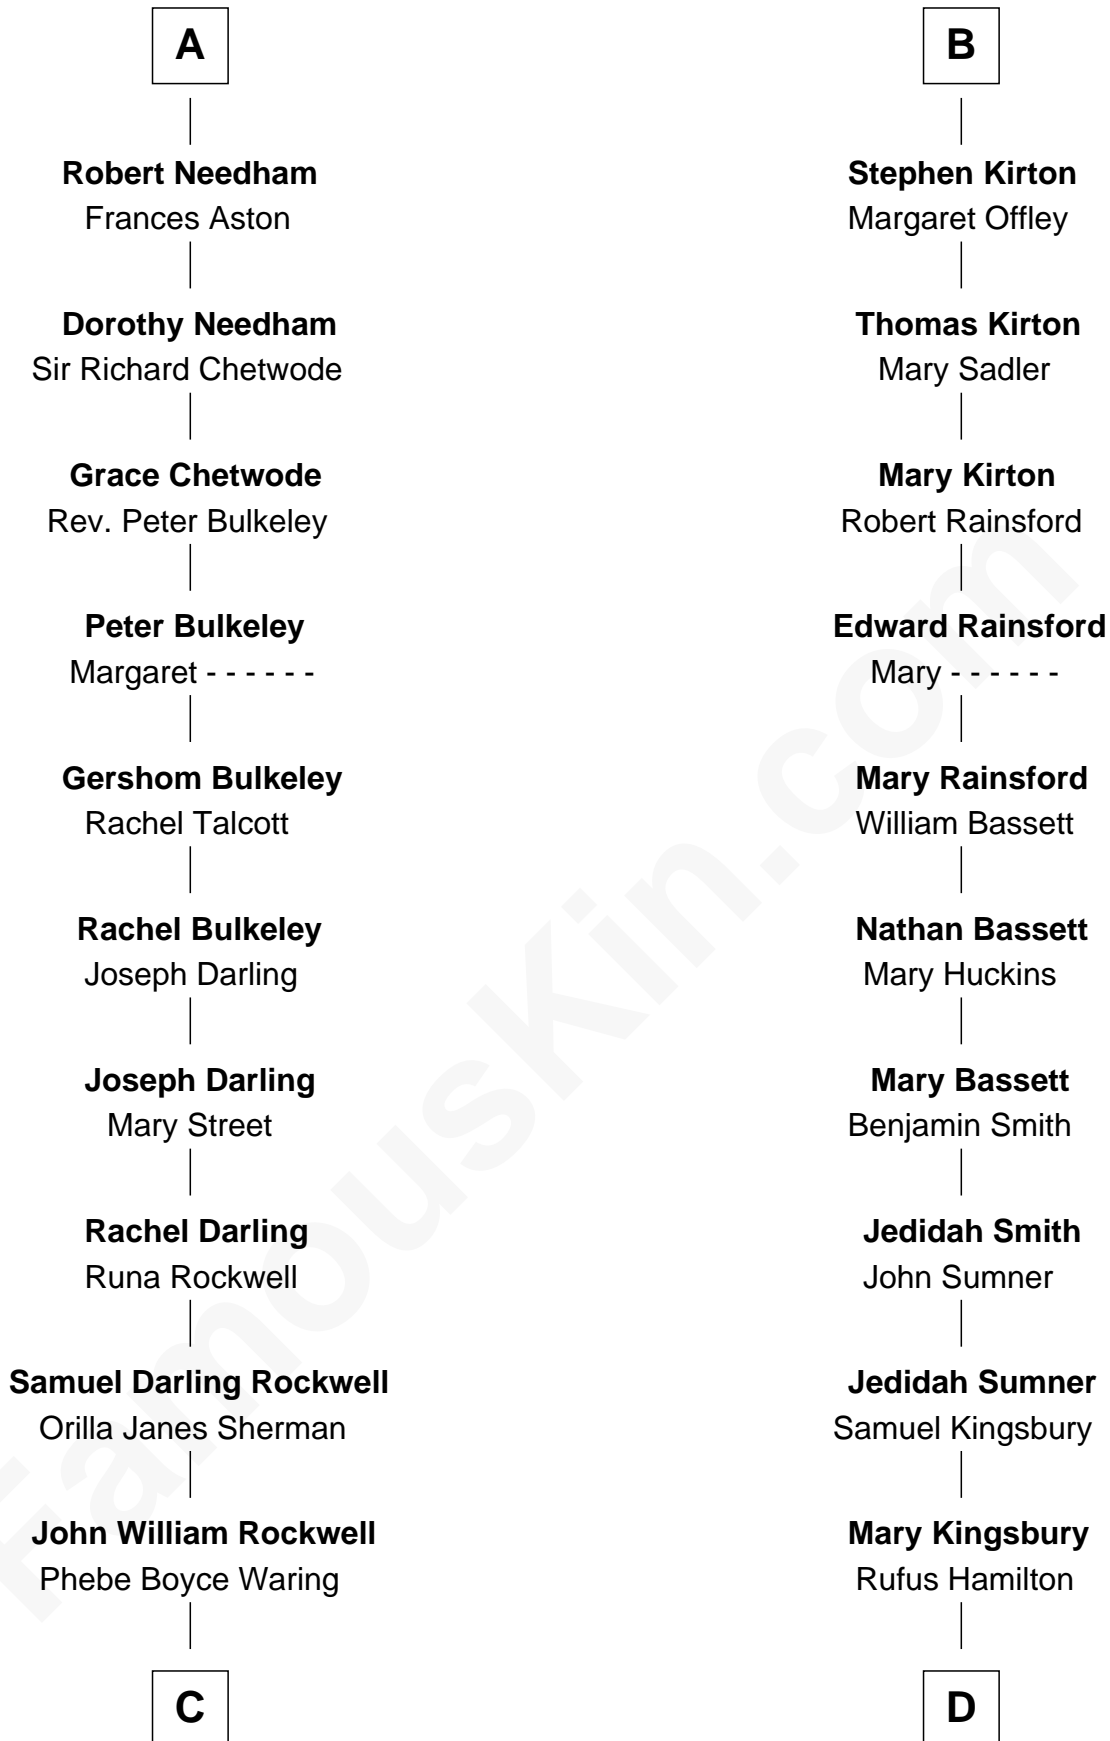 A
Robert Needham
Frances Aston
Dorothy Needham
Sir Richard Chetwode
Grace Chetwode
Rev. Peter Bulkeley
Peter Bulkeley
Margaret - - - - - -
Gershom Bulkeley
Rachel Talcott
Rachel Bulkeley
Joseph Darling
Joseph Darling
Mary Street
Rachel Darling
Runa Rockwell
Samuel Darling Rockwell
Orilla Janes Sherman
John William Rockwell
Phebe Boyce Waring
C
B
Stephen Kirton
Margaret Offley
Thomas Kirton
Mary Sadler
Mary Kirton
Robert Rainsford
Edward Rainsford
Mary - - - - - -
Mary Rainsford
William Bassett
Nathan Bassett
Mary Huckins
Mary Bassett
Benjamin Smith
Jedidah Smith
John Sumner
Jedidah Sumner
Samuel Kingsbury
Mary Kingsbury
Rufus Hamilton
D
FamousKin.com